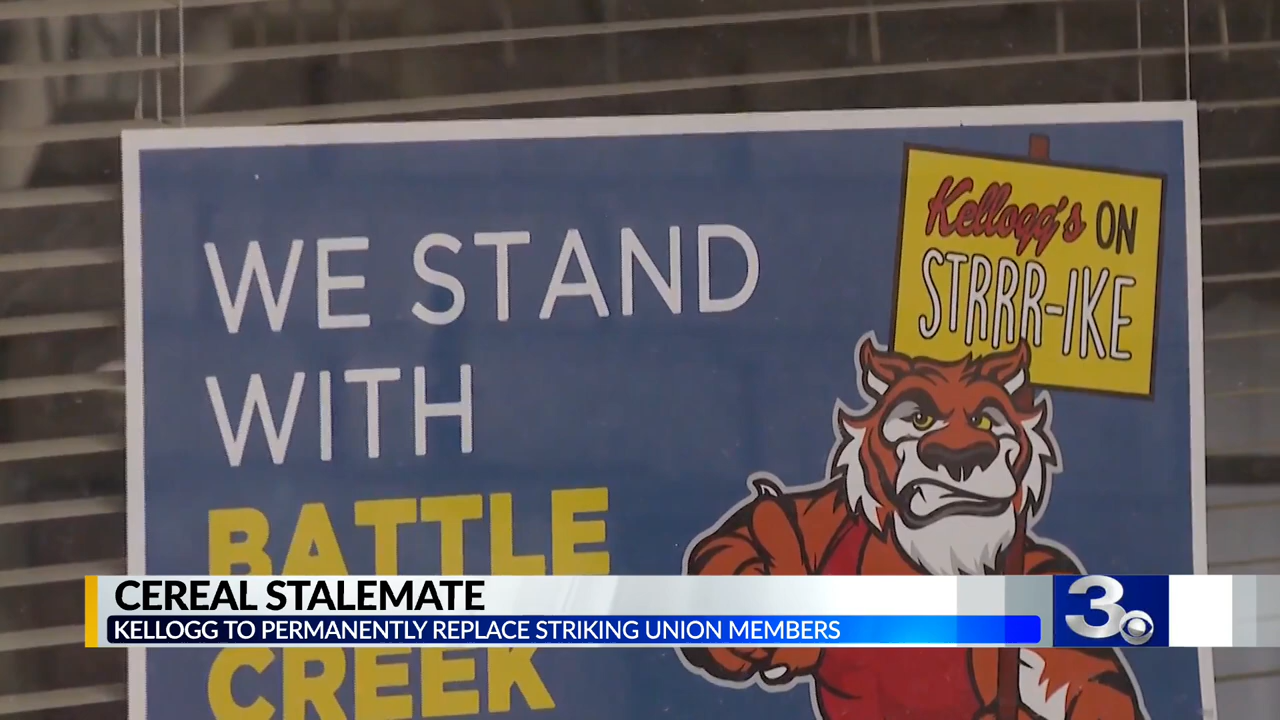 Kellogg's ON
STRRR-IKE
WE STAND
WITH
BATTLE
CREEK
CEREAL STALEMATE
KELLOGG TO PERMANENTLY REPLACE STRIKING UNION MEMBERS
3